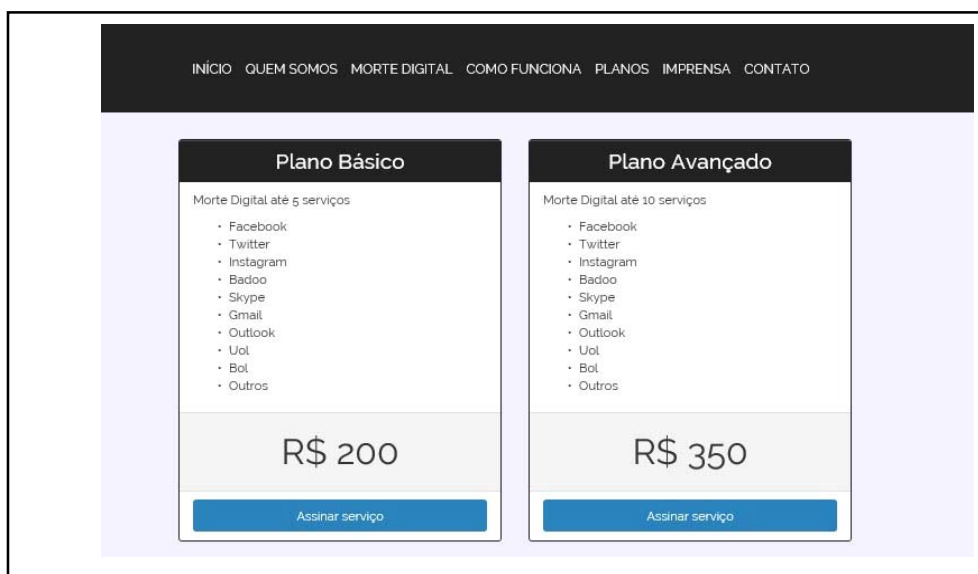 INÍCIO QUEM SOMOS MORTE DIGITAL COMO FUNCIONA PLANOS IMPRENSA CONTATO
Plano Básico
Morte Digital até 5 serviços
• Facebook
• Twitter
• Instagram
• Badoo
• Skype
• Gmail
• Outlook
• Uol
• Bol
• Outros
R$ 200
Assinar serviço
Plano Avançado
Morte Digital até 10 serviços
• Facebook
• Twitter
• Instagram
• Badoo
• Skype
• Gmail
• Outlook
• Uol
• Bol
• Outros
R$ 350
Assinar serviço